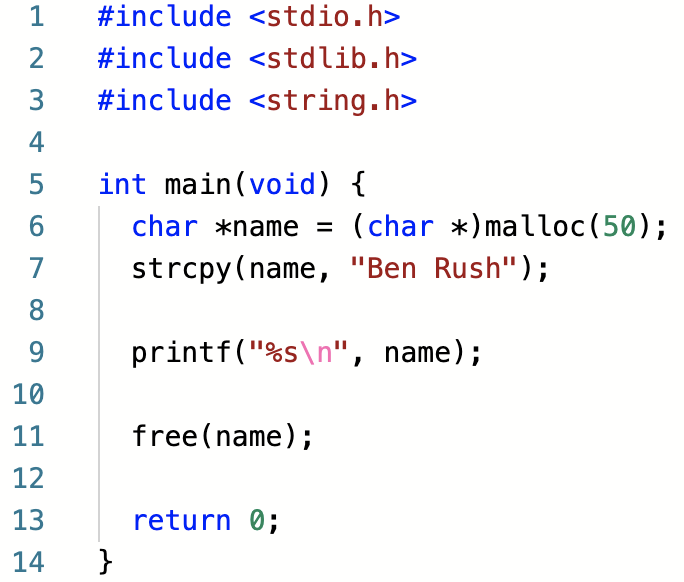 1 #include <stdio.h>
2 #include <stdlib.h>
3 #include <string.h>
4
5 int main(void) {
6 char *name = (char *)malloc(50);
7 strcpy(name, "Ben Rush");
8
9 printf("%s\n", name);
10
11 free(name);
12
13 return 0;
14 }